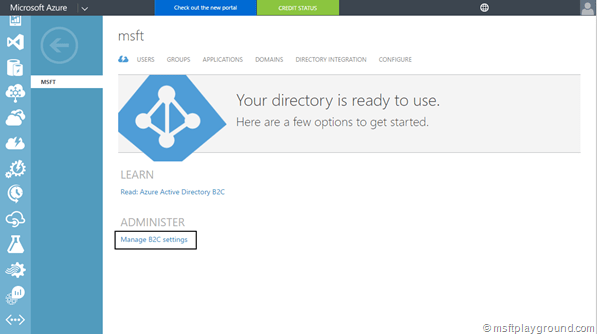 Microsoft Azure
Check out the new portal
CREDIT STATUS
msft
USERS GROUPS APPLICATIONS DOMAINS DIRECTORY INTEGRATION CONFIGURE
MSFT
Your directory is ready to use.
Here are a few options to get started.
LEARN
Read: Azure Active Directory B2C
ADMINISTER
Manage B2C settings
© msftplayground.com